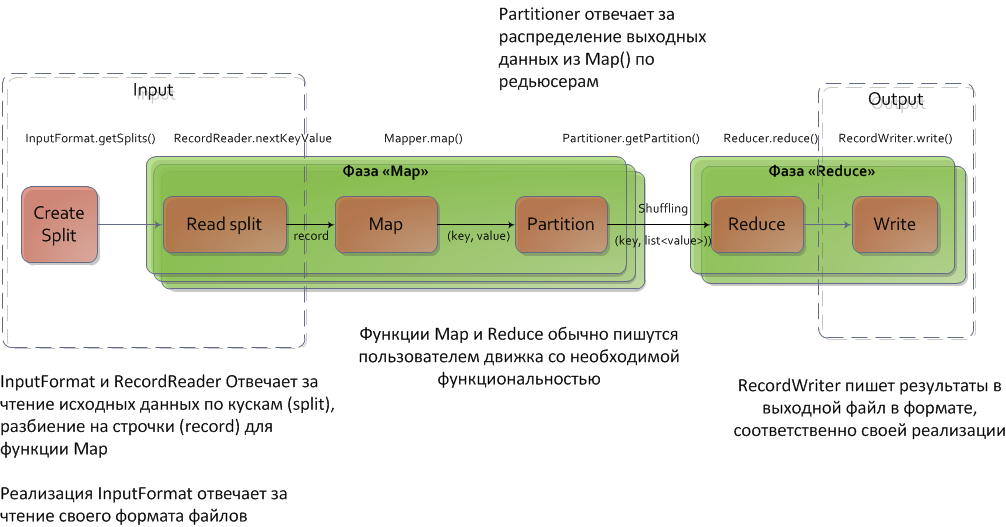 Partitioner отвечает за
распределение выходных
данных из Map() по
редьюсерам
Input
Output
InputFormat.getSplits()
RecordReader.nextKeyValue
Mapper.map()
Partitioner.getPartition()
Reducer.reduce()
RecordWriter.write()
Фаза «Map»
Фаза «Reduce»
Create
Split
Read split
record
Map
(key, value)
Partition
Shuffling
(key, list<value>))
Reduce
Write
Функции Map и Reduce обычно пишутся
пользователем движка со необходимой
функциональностью
InputFormat и RecordReader Отвечает за
чтение исходных данных по кускам (split),
разбиение на строчки (record) для
функции Map
RecordWriter пишет результаты в
выходной файл в формате,
соответственно своей реализации
Реализация InputFormat отвечает за
чтение своего формата файлов